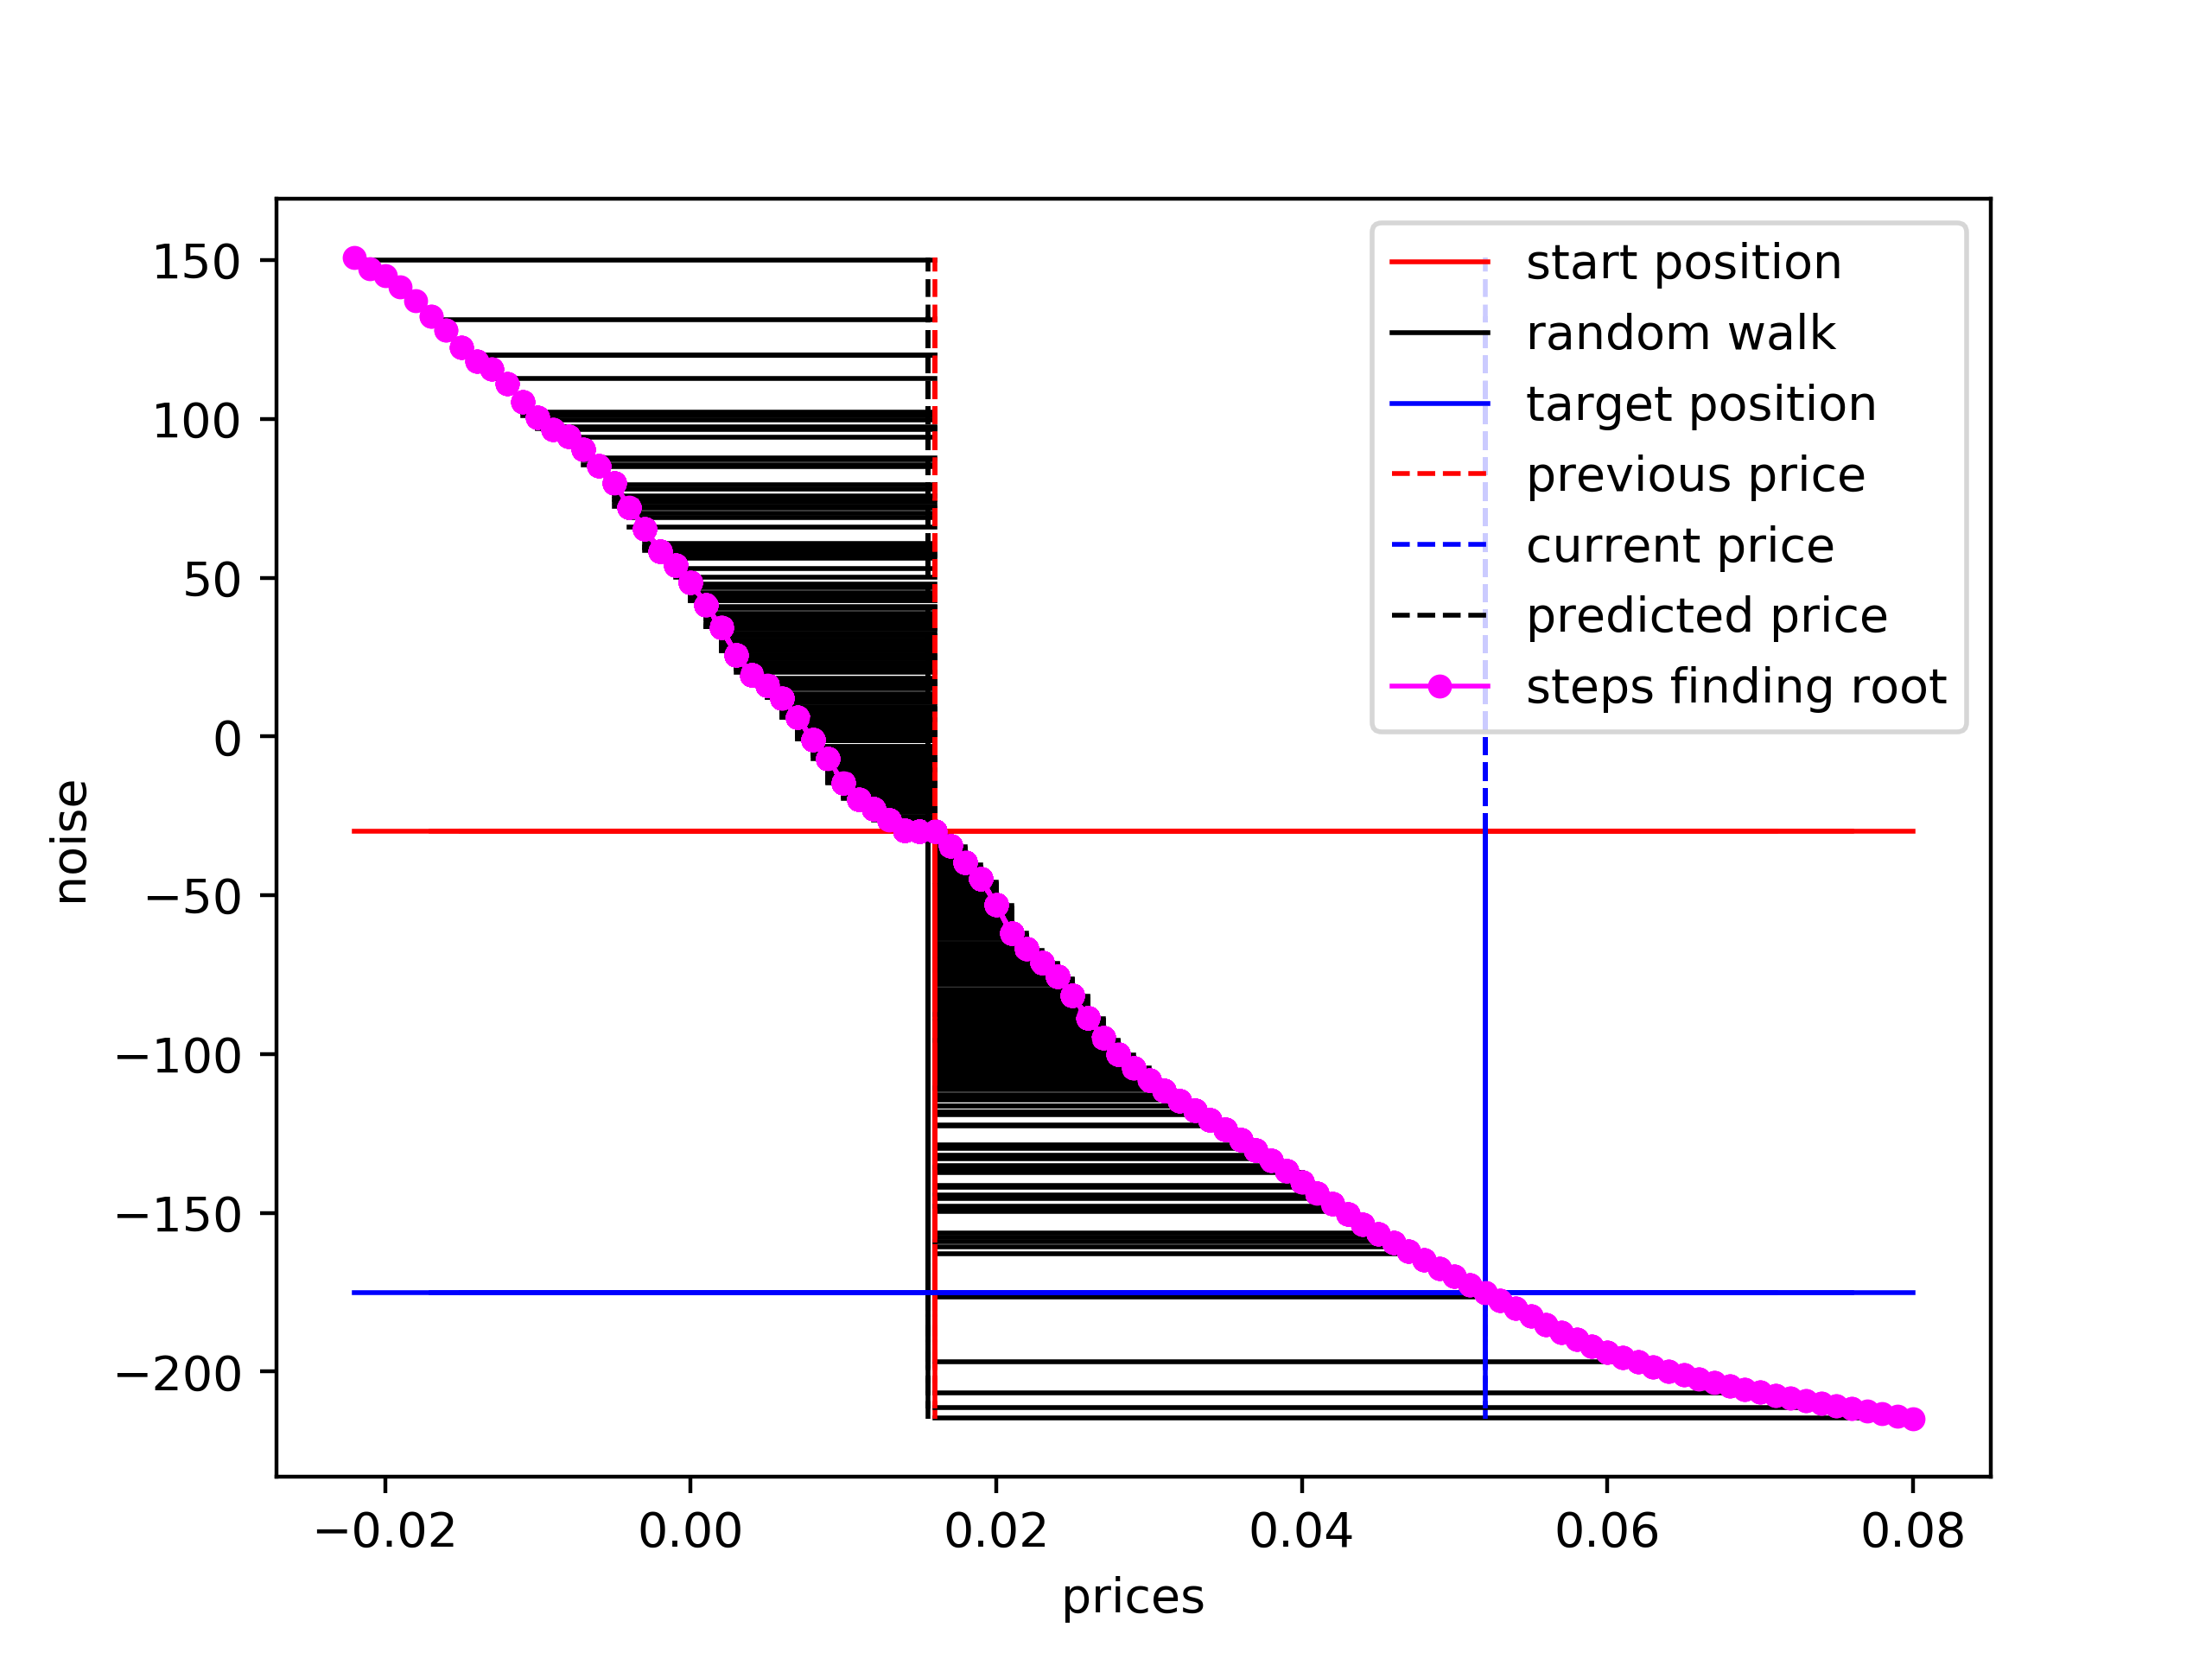 start position
random walk
target position
previous price
current price
predicted price
steps finding root
150
100
50
0
−50
−100
−150
−200
noise
−0.02 0.00 0.02 0.04 0.06 0.08
prices